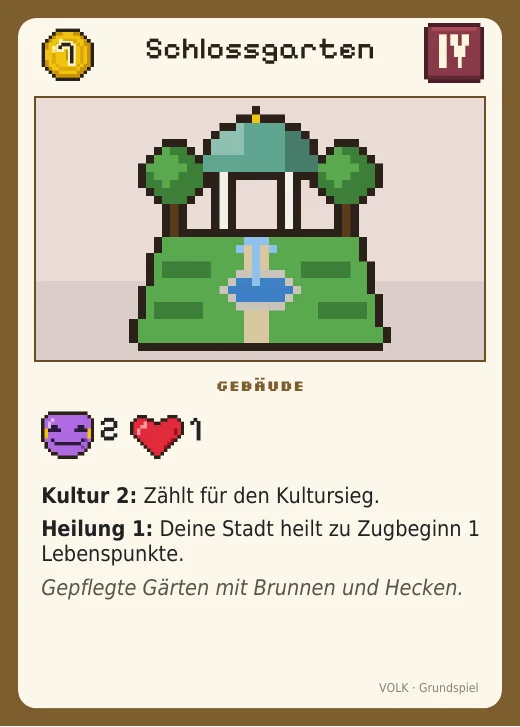 7 Schlossgarten IV
GEBÄUDE
2 1
Kultur 2: Zählt für den Kultursieg.
Heilung 1: Deine Stadt heilt zu Zugbeginn 1
Lebenspunkte.
Gepflegte Gärten mit Brunnen und Hecken.
VOLK · Grundspiel